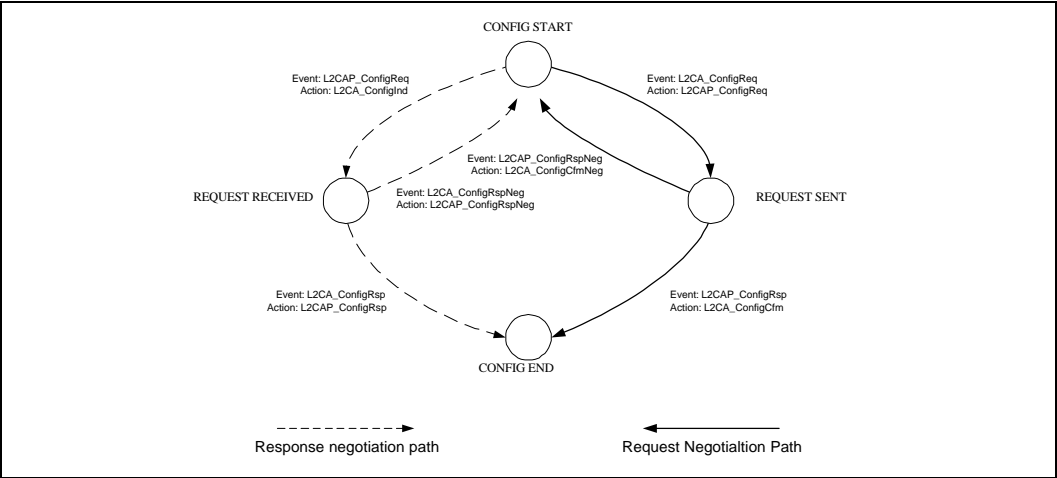 CONFIG START
Event: L2CAP_ConfigReq
Action: L2CA_ConfigInd
Event: L2CA_ConfigReq
Action: L2CAP_ConfigReq
Event: L2CAP_ConfigRspNeg
Action: L2CA_ConfigCfmNeg
REQUEST RECEIVED
Event: L2CA_ConfigRspNeg
Action: L2CAP_ConfigRspNeg
REQUEST SENT
Event: L2CA_ConfigRsp
Action: L2CAP_ConfigRsp
Event: L2CAP_ConfigRsp
Action: L2CA_ConfigCfm
CONFIG END
Response negotiation path
Request Negotialtion Path